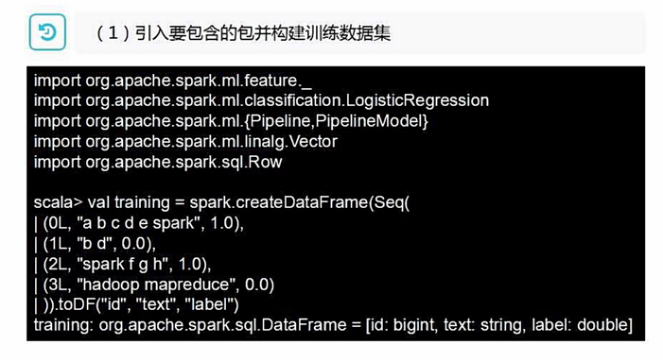 （1）引入要包含的包并构建训练数据集
import org.apache.spark.ml.feature._
import org.apache.spark.ml.classification.LogisticRegression
import org.apache.spark.ml.{Pipeline,PipelineModel}
import org.apache.spark.ml.linalg.Vector
import org.apache.spark.sql.Row
scala> val training = spark.createDataFrame(Seq(
| (0L, "a b c d e spark", 1.0),
| (1L, "b d", 0.0),
| (2L, "spark f g h", 1.0),
| (3L, "hadoop mapreduce", 0.0)
| )).toDF("id", "text", "label")
training: org.apache.spark.sql.DataFrame = [id: bigint, text: string, label: double]